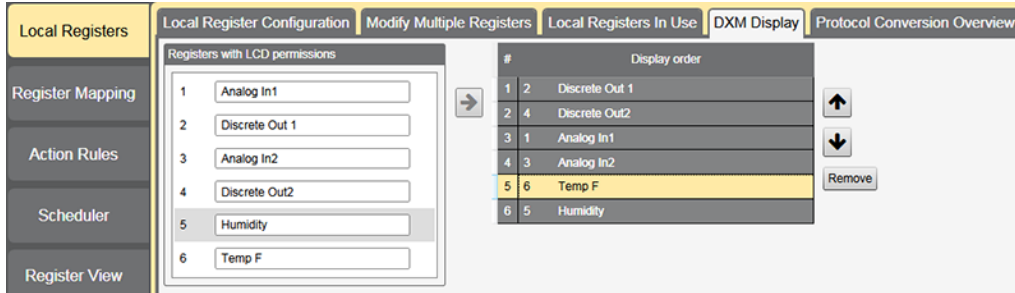 Local Registers
Register Mapping
Action Rules
Scheduler
Register View
Local Register Configuration
Modify Multiple Registers
Local Registers In Use
DXM Display
Protocol Conversion Overview
Registers with LCD permissions
1 Analog In1
2 Discrete Out 1
3 Analog In2
4 Discrete Out2
5 Humidity
6 Temp F
# Display order
1 2 Discrete Out 1
2 4 Discrete Out2
3 1 Analog In1
4 3 Analog In2
5 6 Temp F
6 5 Humidity
Remove